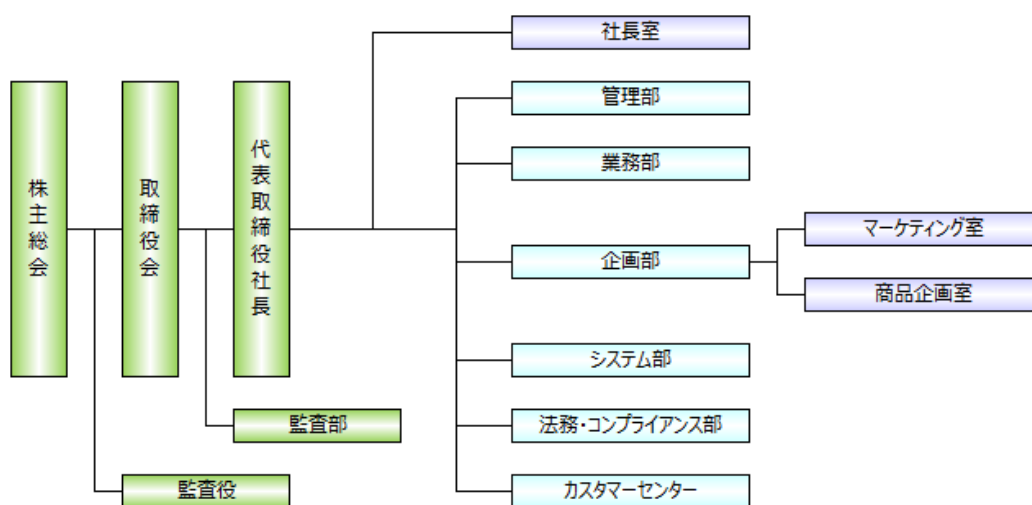 株主総会
取締役会
代表取締役社長
監査部
監査役
社長室
管理部
業務部
企画部
マーケティング室
商品企画室
システム部
法務・コンプライアンス部
カスタマーセンター